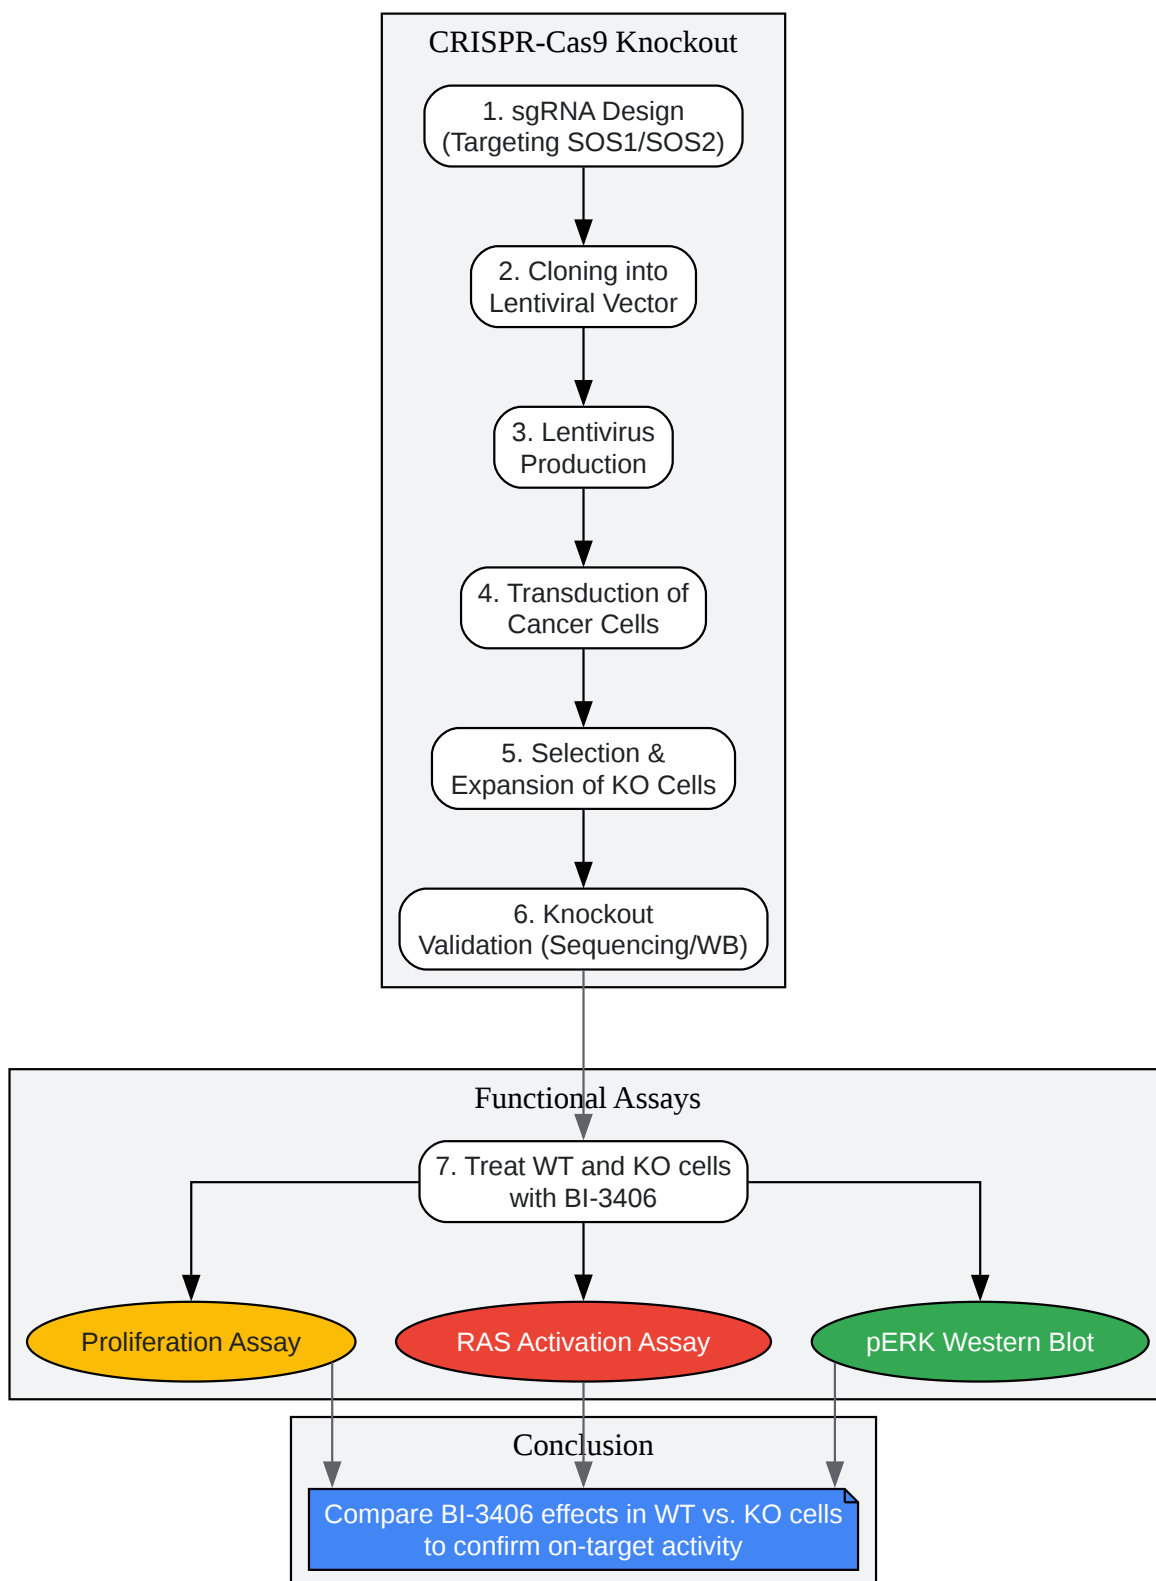 CRISPR-Cas9 Knockout
1. sgRNA Design
(Targeting SOS1/SOS2)
2. Cloning into
Lentiviral Vector
3. Lentivirus
Production
4. Transduction of
Cancer Cells
5. Selection &
Expansion of KO Cells
6. Knockout
Validation (Sequencing/WB)
Functional Assays
7. Treat WT and KO cells
with BI-3406
Proliferation Assay
RAS Activation Assay
pERK Western Blot
Conclusion
Compare BI-3406 effects in WT vs. KO cells
to confirm on-target activity